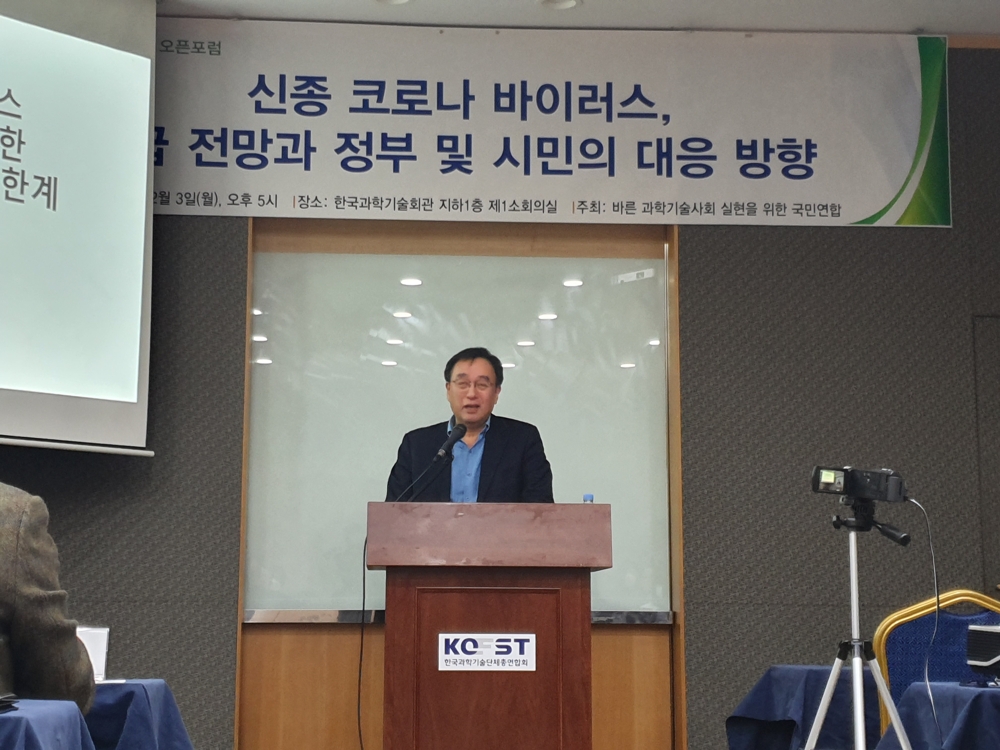 오픈포럼
신종 코로나 바이러스,
전망과 정부 및 시민의 대응 방향
2월 3일(월), 오후 5시 |장소: 한국과학기술회관 지하1층 제1소회의실 |주최: 바른 과학기술사회 실현을 위한 국민연합
스
한
한계
KOFST
한국과학기술단체총연합회